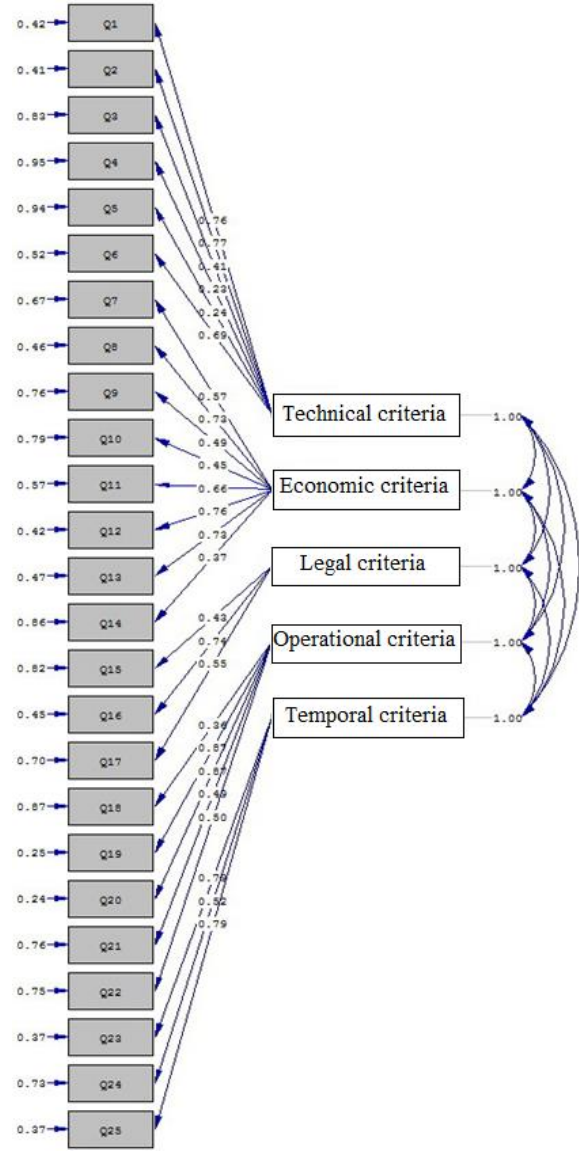 0.42 Q1
0.41 Q2
0.83 Q3
0.95 Q4
0.94 Q5
0.52 Q6
0.67 Q7
0.46 Q8
0.76 Q9
0.79 Q10
0.57 Q11
0.42 Q12
0.47 Q13
0.86 Q14
0.82 Q15
0.45 Q16
0.70 Q17
0.87 Q18
0.25 Q19
0.24 Q20
0.76 Q21
0.75 Q22
0.37 Q23
0.73 Q24
0.37 Q25
0.76
0.77
0.41
0.23
0.24
0.69
0.57
0.73
0.49
0.45
0.66
0.76
0.73
0.37
0.43
0.74
0.55
0.36
0.87
0.87
0.49
0.50
0.79
0.52
0.79
Technical criteria 1.00
Economic criteria 1.00
Legal criteria 1.00
Operational criteria 1.00
Temporal criteria 1.00